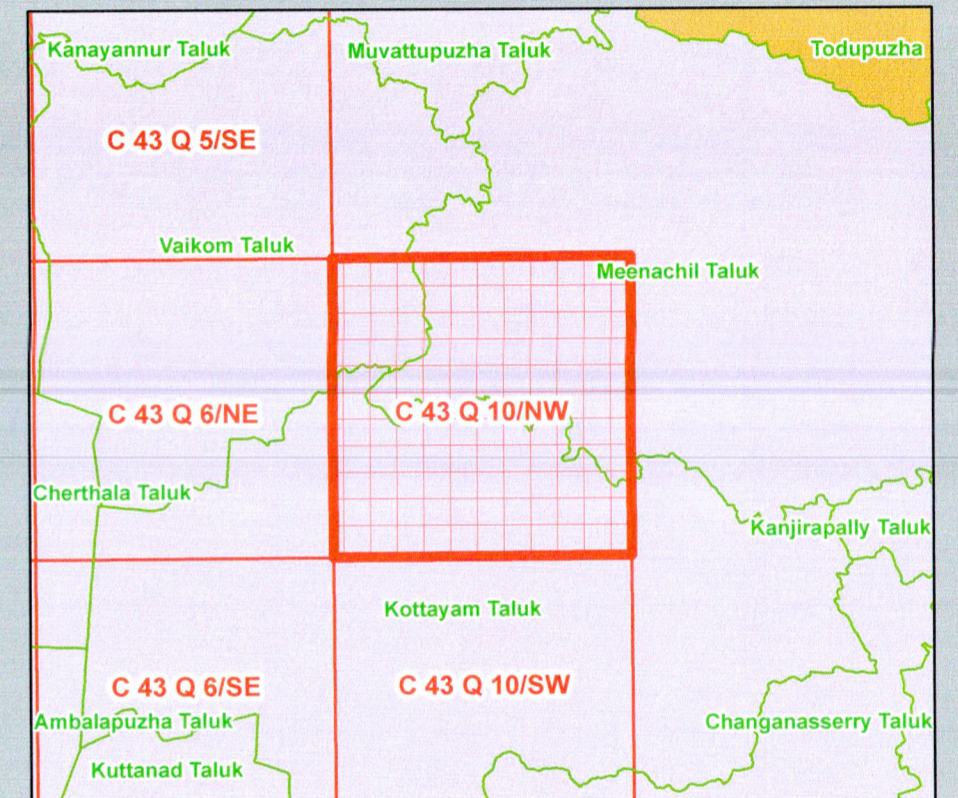 Kanayannur Taluk
Muvattupuzha Taluk
Todupuzha
C 43 Q 5/SE
Vaikom Taluk
Meenachil Taluk
C 43 Q 6/NE
C 43 Q 10/NW
Cherthala Taluk
Kanjirapally Taluk
Kottayam Taluk
C 43 Q 6/SE
C 43 Q 10/SW
Ambalapuzha Taluk
Changanasserry Taluk
Kuttanad Taluk